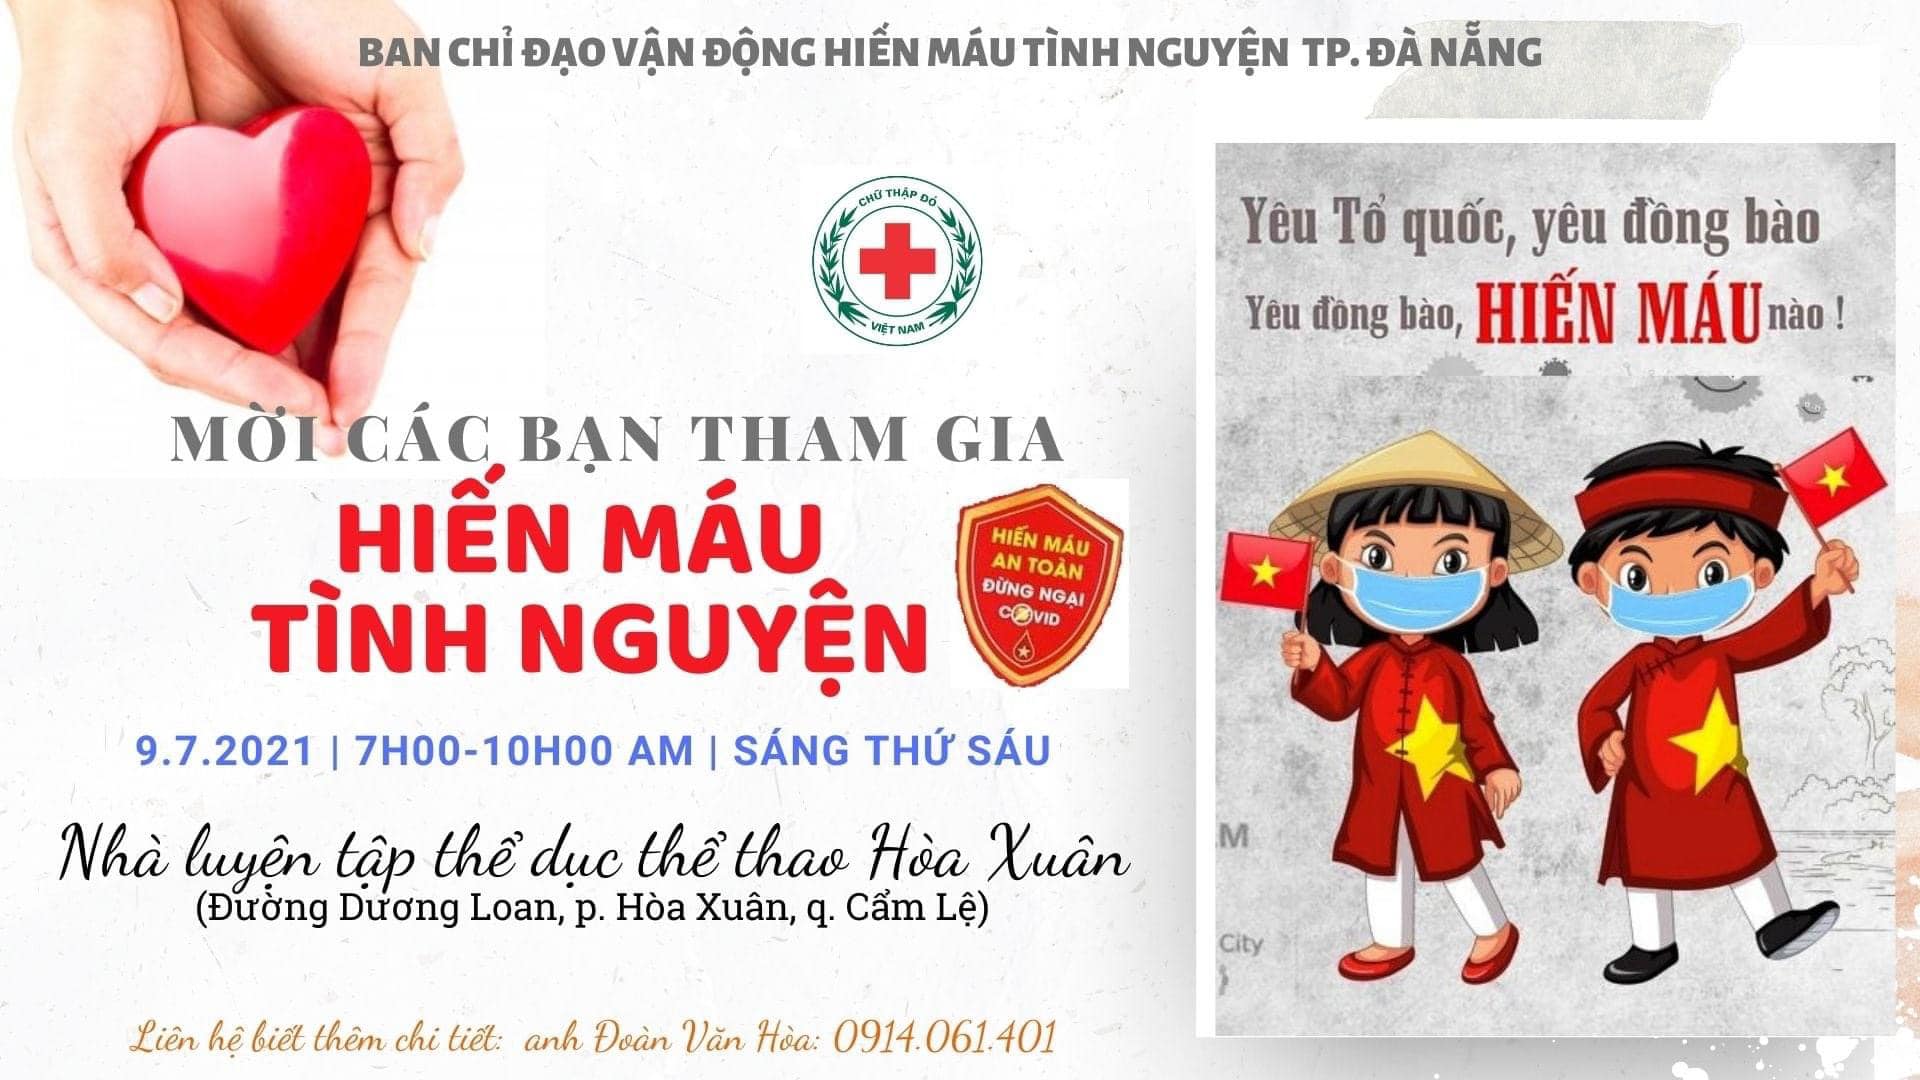 BAN CHỈ ĐẠO VẬN ĐỘNG HIẾN MÁU TÌNH NGUYỆN TP. ĐÀ NẴNG
CHỮ THẬP ĐỎ
VIỆT NAM
MỜI CÁC BẠN THAM GIA
HIẾN MÁU
TÌNH NGUYỆN
HIẾN MÁU
AN TOÀN
ĐỪNG NGẠI
COVID
9.7.2021 | 7H00-10H00 AM | SÁNG THỨ SÁU
Nhà luyện tập thể dục thể thao Hòa Xuân
(Đường Dương Loan, p. Hòa Xuân, q. Cẩm Lệ)
Liên hệ biết thêm chi tiết: anh Đoàn Văn Hòa: 0914.061.401
Yêu Tổ quốc, yêu đồng bào
Yêu đồng bào, HIẾN MÁU nào !
M
City
)